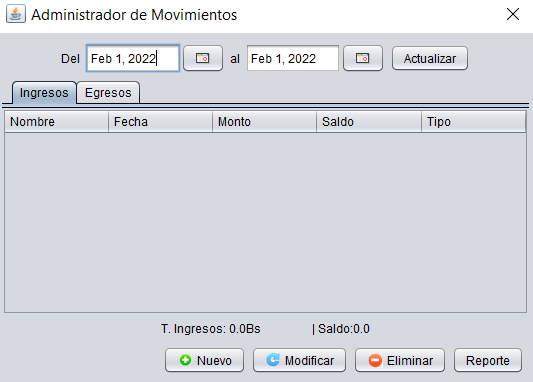 Administrador de Movimientos
Del Feb 1, 2022 al Feb 1, 2022 Actualizar
Ingresos Egresos
Nombre Fecha Monto Saldo Tipo
T. Ingresos: 0.0Bs | Saldo:0.0
Nuevo Modificar Eliminar Reporte